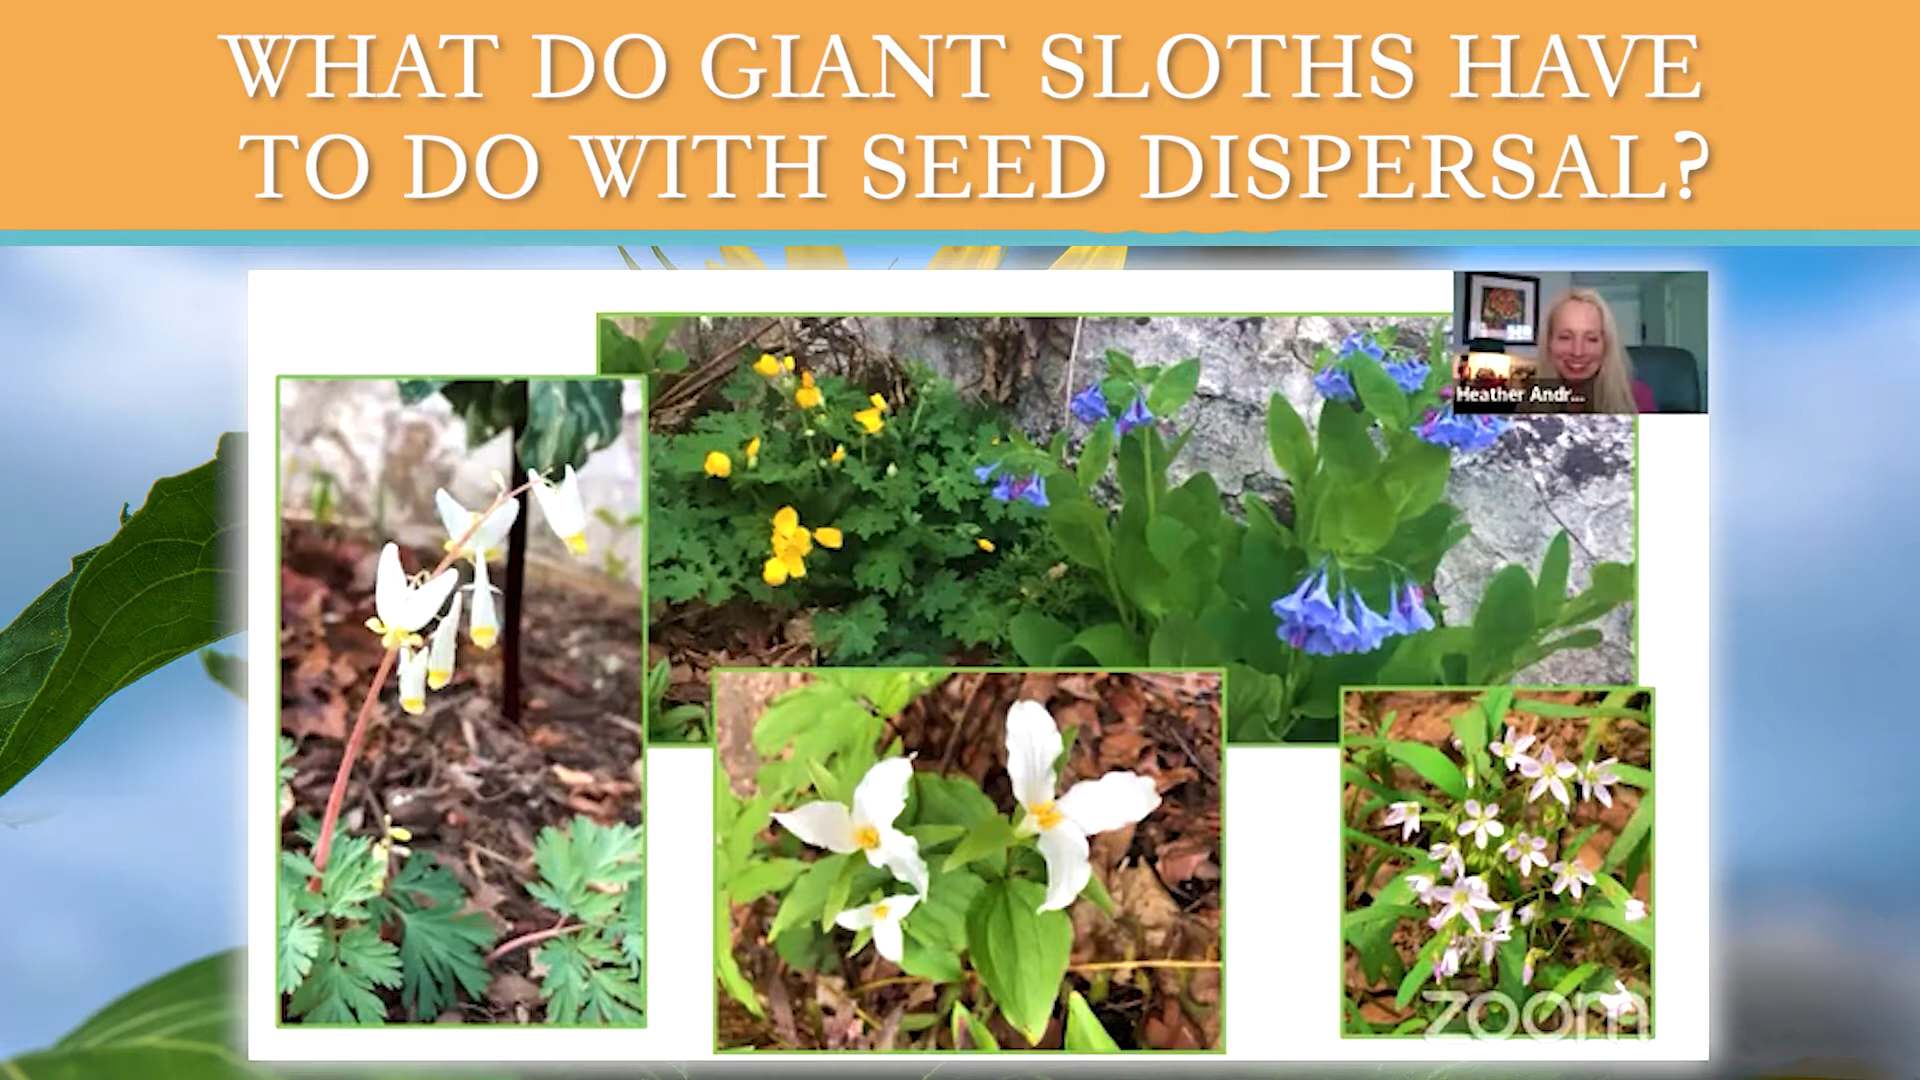 WHAT DO GIANT SLOTHS HAVE
TO DO WITH SEED DISPERSAL?
Heather Andr...
zoom